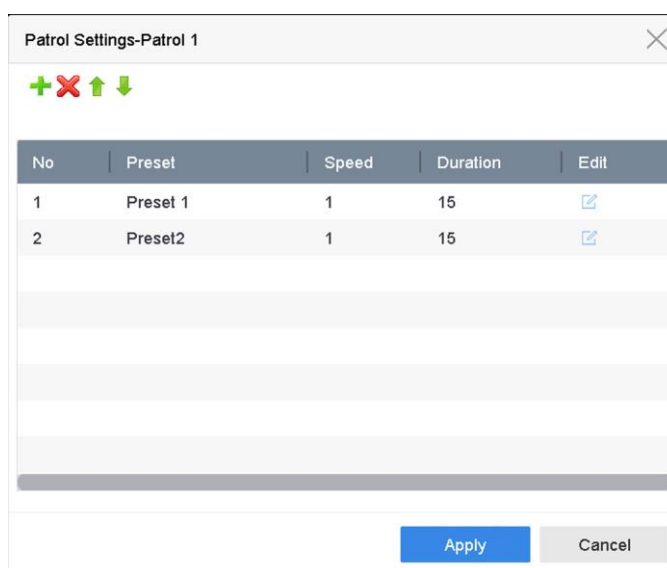 Patrol Settings-Patrol 1
No Preset Speed Duration Edit
1 Preset 1 1 15
2 Preset2 1 15
Apply Cancel